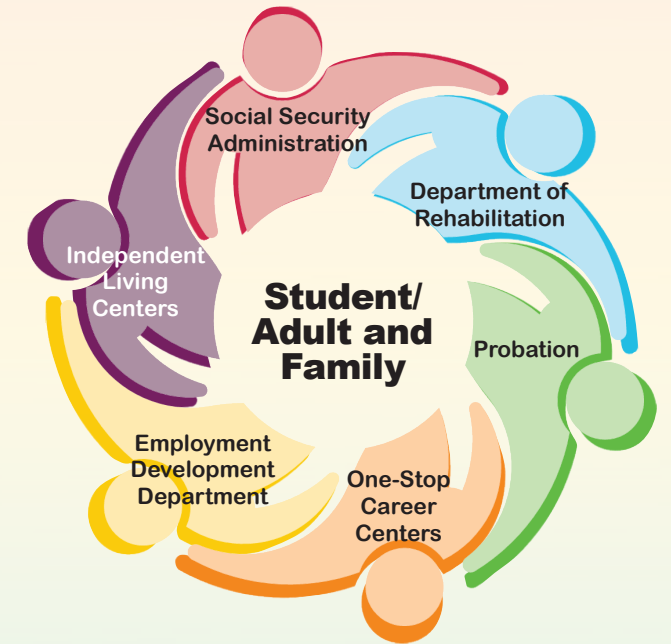 Social Security
Administration
Department of
Rehabilitation
Independent
Living
Centers
Student/
Adult and
Family
Probation
Employment
Development
Department
One-Stop
Career
Centers